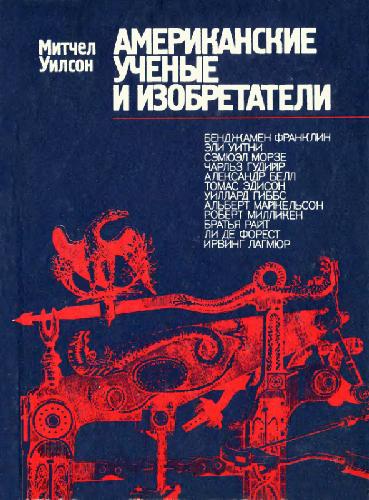 Митчел
Уилсон
АМЕРИКАНСКИЕ
УЧЕНЫЕ
И ИЗОБРЕТАТЕЛИ
БЕНДЖАМЕН ФРАНКЛИН
ЭЛИ УИТНИ
СЭМЮЭЛ МОРЗЕ
ЧАРЛЬЗ ГУДИЙР
АЛЕКСАНДР БЕЛЛ
ТОМАС ЭДИСОН
УИЛЛАРД ГИББС
АЛЬБЕРТ МАЙКЕЛЬСОН
РОБЕРТ МИЛЛИКЕН
БРАТЬЯ РАЙТ
ЛИ ДЕ ФОРЕСТ
ИРВИНГ ЛАГМЮР